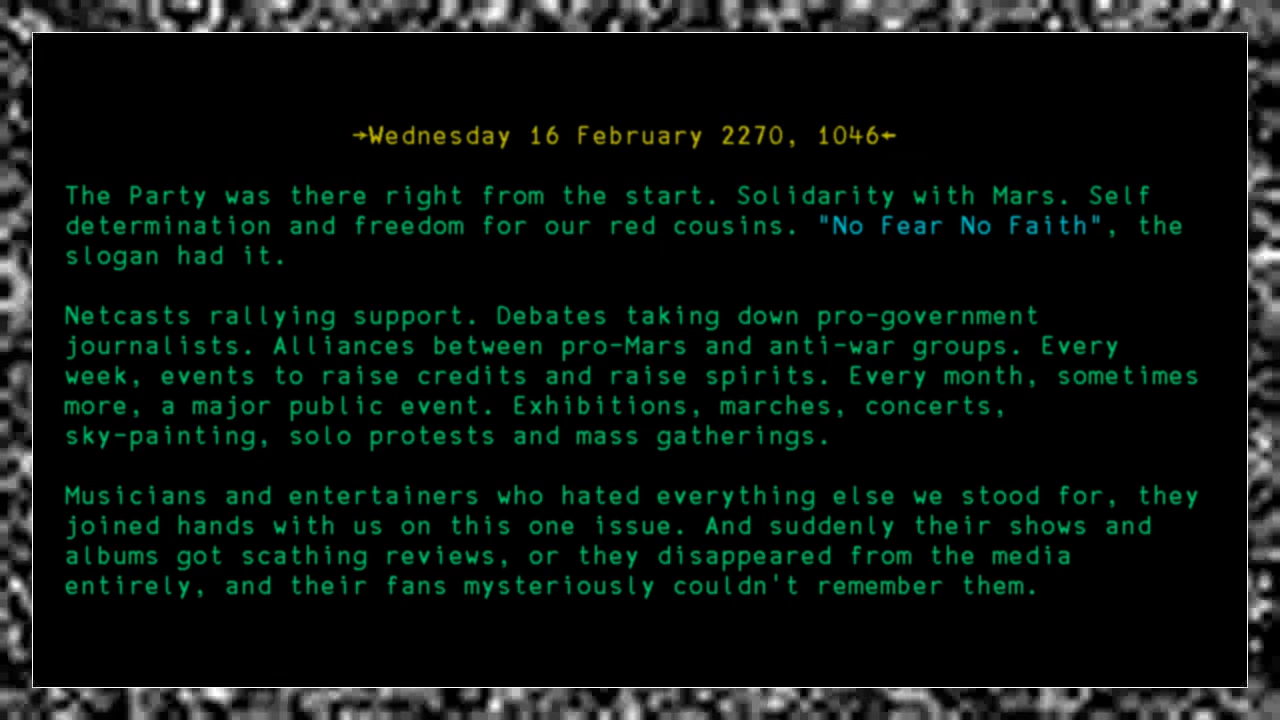 →Wednesday 16 February 2270, 1046←
The Party was there right from the start. Solidarity with Mars. Self
determination and freedom for our red cousins. "No Fear No Faith", the
slogan had it.
Netcasts rallying support. Debates taking down pro-government
journalists. Alliances between pro-Mars and anti-war groups. Every
week, events to raise credits and raise spirits. Every month, sometimes
more, a major public event. Exhibitions, marches, concerts,
sky-painting, solo protests and mass gatherings.
Musicians and entertainers who hated everything else we stood for, they
joined hands with us on this one issue. And suddenly their shows and
albums got scathing reviews, or they disappeared from the media
entirely, and their fans mysteriously couldn't remember them.